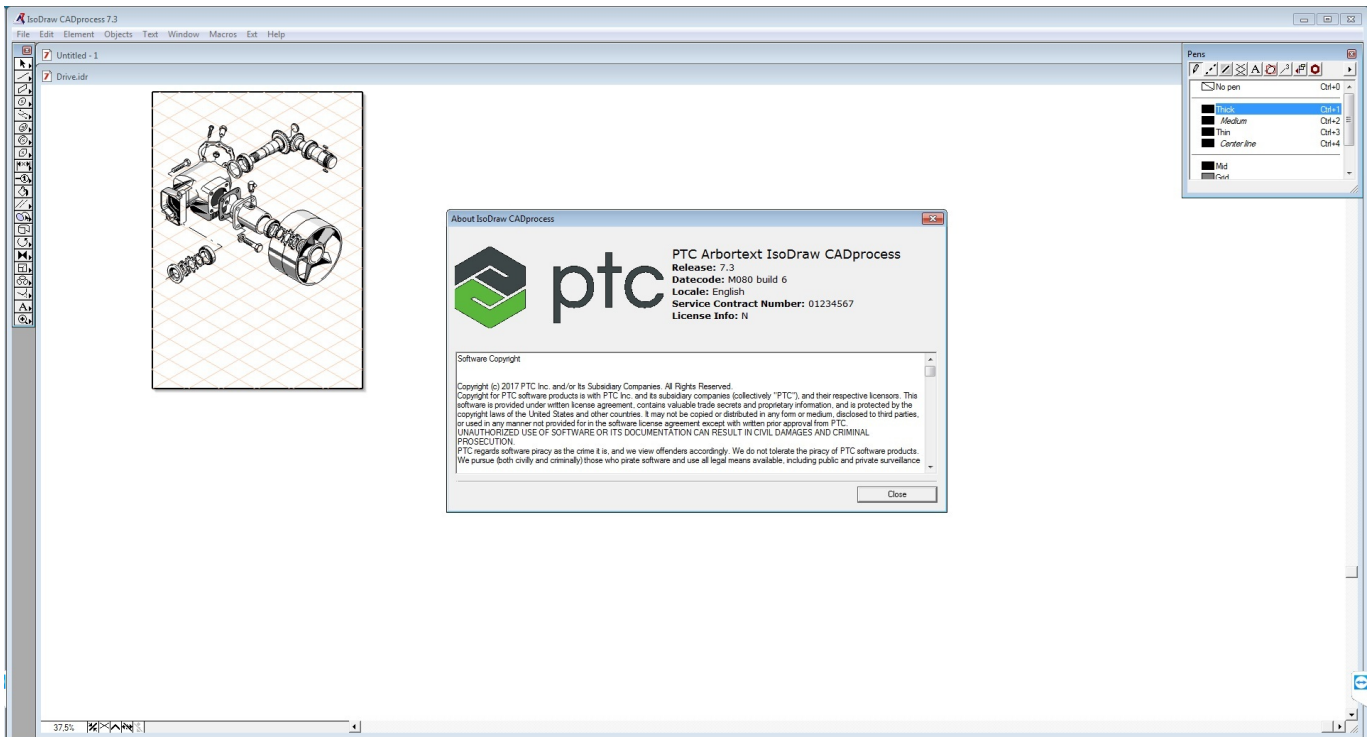 IsoDraw CADprocess 7.3
File Edit Element Objects Text Window Macros Ext Help
Untitled - 1
Drive.idr
Pens
No pen Ctrl+0
Thick Ctrl+1
Medium Ctrl+2
Thin Ctrl+3
Center line Ctrl+4
Mid
Grid
About IsoDraw CADprocess
ptc
PTC Arbortext IsoDraw CADprocess
Release: 7.3
Datecode: M080 build 6
Locale: English
Service Contract Number: 01234567
License Info: N
Software Copyright
Copyright (c) 2017 PTC Inc. and/or Its Subsidiary Companies. All Rights Reserved.
Copyright for PTC software products is with PTC Inc. and its subsidiary companies (collectively "PTC"), and their respective licensors. This
software is provided under written license agreement, contains valuable trade secrets and proprietary information, and is protected by the
copyright laws of the United States and other countries. It may not be copied or distributed in any form or medium, disclosed to third parties,
or used in any manner not provided for in the software license agreement except with written prior approval from PTC.
UNAUTHORIZED USE OF SOFTWARE OR ITS DOCUMENTATION CAN RESULT IN CIVIL DAMAGES AND CRIMINAL
PROSECUTION.
PTC regards software piracy as the crime it is, and we view offenders accordingly. We do not tolerate the piracy of PTC software products.
We pursue (both civilly and criminally) those who pirate software and use all legal means available, including public and private surveillance
Close
37.5%